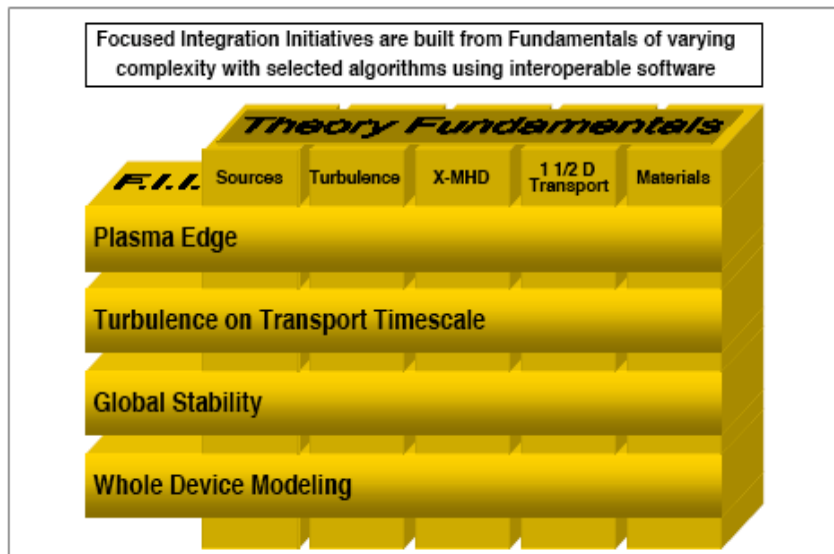 Focused Integration Initiatives are built from Fundamentals of varying
complexity with selected algorithms using interoperable software
Theory Fundamentals
F.I.I.
Sources
Turbulence
X-MHD
1 1/2 D
Transport
Materials
Plasma Edge
Turbulence on Transport Timescale
Global Stability
Whole Device Modeling